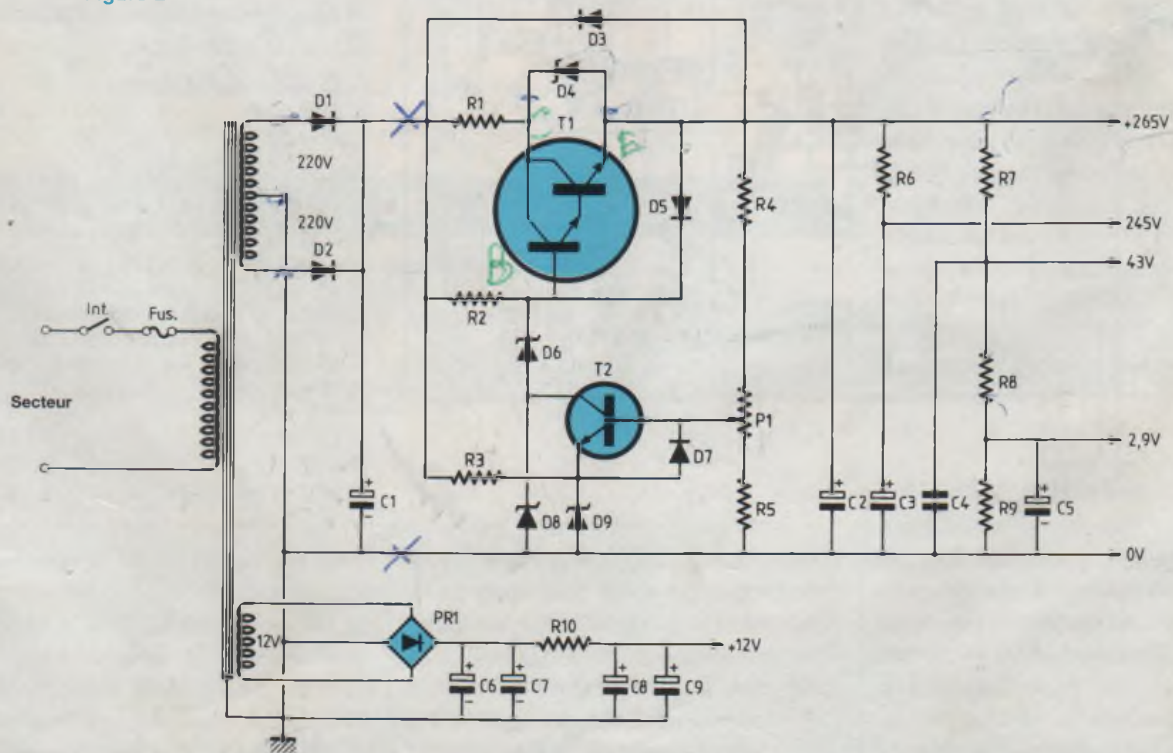 D3
D4
D1
R1
T1
+265V
220V
E
R6
R7
R4
D5
220V
245V
B
D2
43V
R2
Int.
Fus.
D6
T2
R8
P1
Secteur
2,9V
R3
D7
C1
D8
D9
R5
C2
C3
C4
R9
C5
0V
PR1
R10
12V
+12V
C6
C7
C8
C9